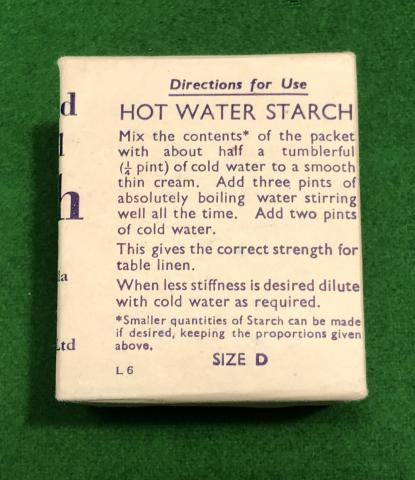 Directions for Use
HOT WATER STARCH
Mix the contents* of the packet
with about half a tumblerful
(¼ pint) of cold water to a smooth
thin cream. Add three pints of
absolutely boiling water stirring
well all the time. Add two pints
of cold water.
This gives the correct strength for
table linen.
When less stiffness is desired dilute
with cold water as required.
*Smaller quantities of Starch can be made
if desired, keeping the proportions given
above.
SIZE D
L 6
Ltd